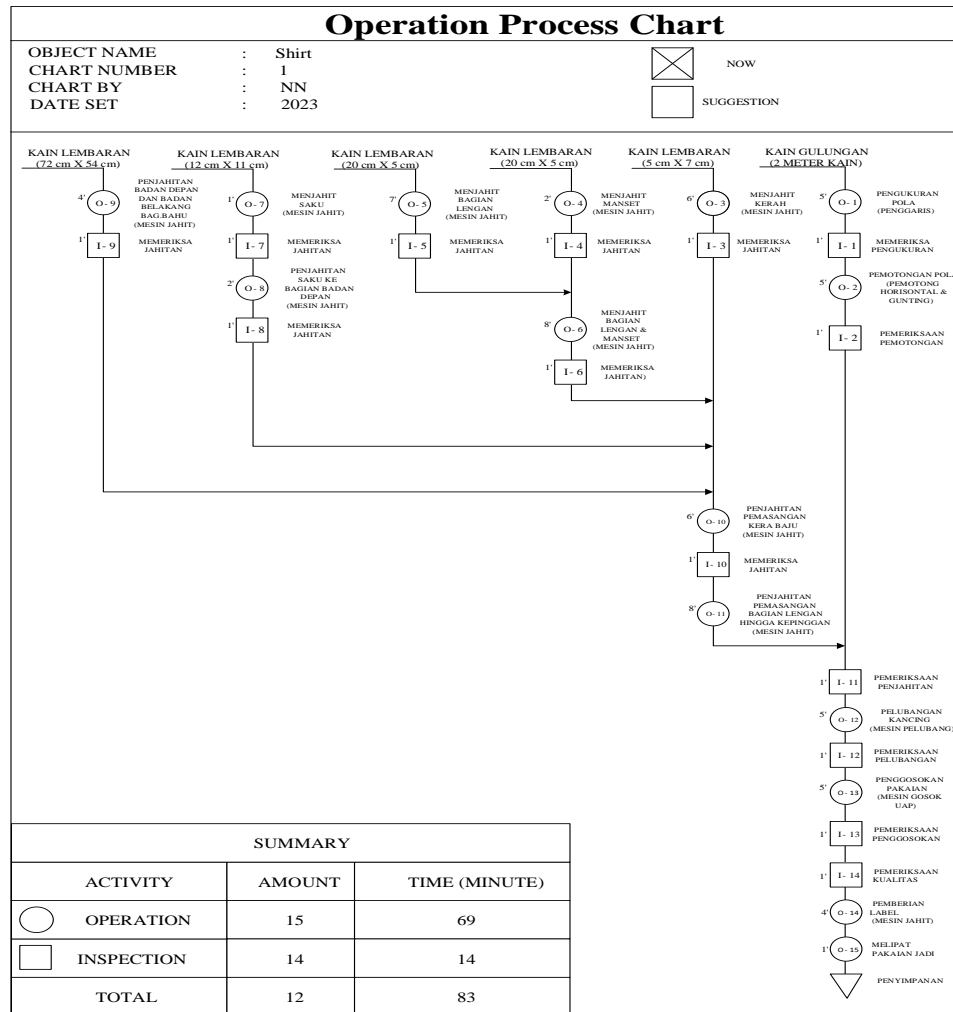 Operation Process Chart
OBJECT NAME : Shirt
CHART NUMBER : 1
CHART BY : NN
DATE SET : 2023
NOW
SUGGESTION
KAIN LEMBARAN
(72 cm X 54 cm)
4'
O-9
PENJAHITAN
BADAN DEPAN
DAN BADAN
BELAKANG
BAG.BAHU
(MESIN JAHIT)
1'
I-9
MEMERIKSA
JAHITAN
KAIN LEMBARAN
(12 cm X 11 cm)
1'
O-7
MENJAHIT
SAKU
(MESIN JAHIT)
1'
I-7
MEMERIKSA
JAHITAN
2'
O-8
PENJAHITAN
SAKU KE
BAGIAN BADAN
DEPAN
(MESIN JAHIT)
1'
I-8
MEMERIKSA
JAHITAN
KAIN LEMBARAN
(20 cm X 5 cm)
7'
O-5
MENJAHIT
BAGIAN
LENGAN
(MESIN JAHIT)
1'
I-5
MEMERIKSA
JAHITAN
KAIN LEMBARAN
(20 cm X 5 cm)
2'
O-4
MENJAHIT
MANSET
(MESIN JAHIT)
1'
I-4
MEMERIKSA
JAHITAN
8'
O-6
MENJAHIT
BAGIAN
LENGAN &
MANSET
(MESIN JAHIT)
1'
I-6
MEMERIKSA
JAHITAN)
KAIN LEMBARAN
(5 cm X 7 cm)
6'
O-3
MENJAHIT
KERAH
(MESIN JAHIT)
1'
I-3
MEMERIKSA
JAHITAN
6'
O-10
PENJAHITAN
PEMASANGAN
KERA BAJU
(MESIN JAHIT)
1'
I-10
MEMERIKSA
JAHITAN
8'
O-11
PENJAHITAN
PEMASANGAN
BAGIAN LENGAN
HINGGA KEPINGGAN
(MESIN JAHIT)
KAIN GULUNGAN
(2 METER KAIN)
5'
O-1
PENGUKURAN
POLA
(PENGGARIS)
1'
I-1
MEMERIKSA
PENGUKURAN
5'
O-2
PEMOTONGAN POLA
(PEMOTONG
HORISONTAL &
GUNTING)
1'
I-2
PEMERIKSAAN
PEMOTONGAN
1'
I-11
PEMERIKSAAN
PENJAHITAN
5'
O-12
PELUBANGAN
KANCING
(MESIN PELUBANG)
1'
I-12
PEMERIKSAAN
PELUBANGAN
5'
O-13
PENGGOSOKAN
PAKAIAN
(MESIN GOSOK
UAP)
1'
I-13
PEMERIKSAAN
PENGGOSOKAN
1'
I-14
PEMERIKSAAN
KUALITAS
4'
O-14
PEMBERIAN
LABEL
(MESIN JAHIT)
1'
O-15
MELIPAT
PAKAIAN JADI
PENYIMPANAN
SUMMARY
ACTIVITY AMOUNT TIME (MINUTE)
OPERATION 15 69
INSPECTION 14 14
TOTAL 12 83